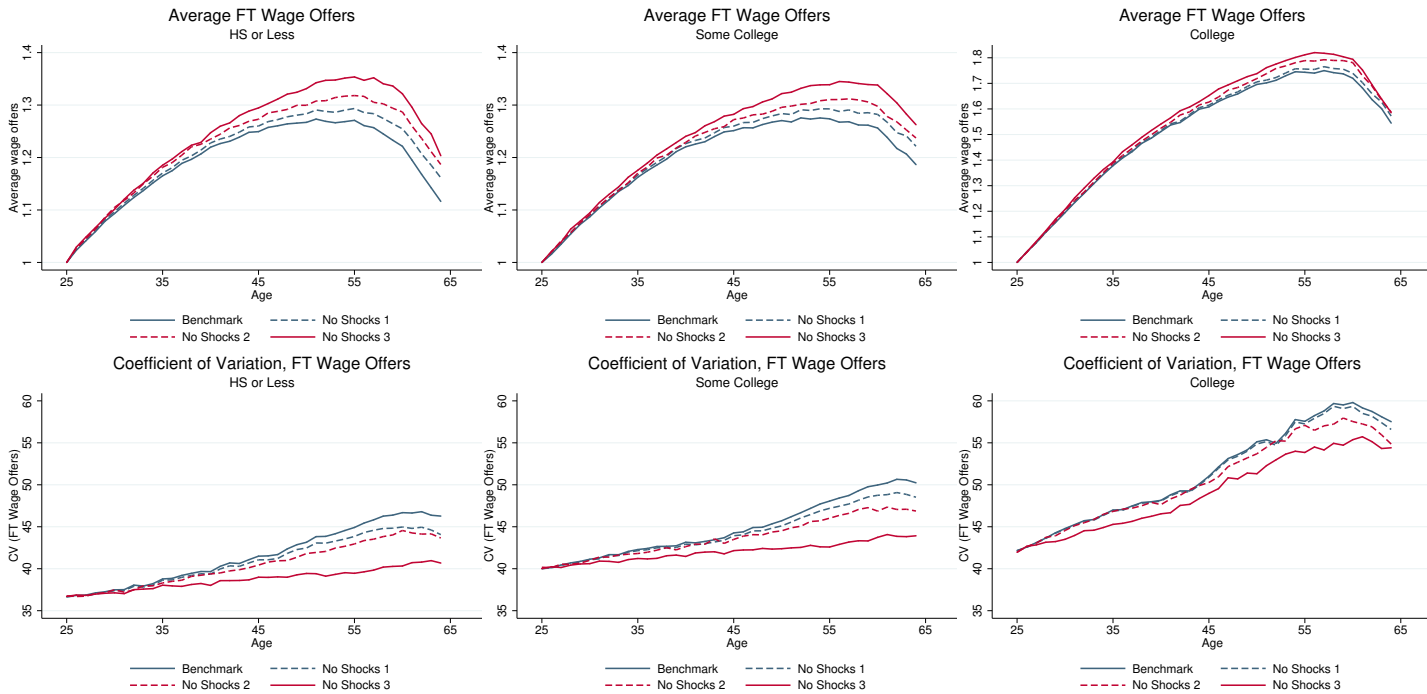 Average FT Wage Offers
HS or Less
Average wage offers
1.4
1.3
1.2
1.1
1
25 35 45 55 65
Age
Benchmark No Shocks 1
No Shocks 2 No Shocks 3
Average FT Wage Offers
Some College
Average wage offers
1.4
1.3
1.2
1.1
1
25 35 45 55 65
Age
Benchmark No Shocks 1
No Shocks 2 No Shocks 3
Average FT Wage Offers
College
Average wage offers
1.8
1.7
1.6
1.5
1.4
1.3
1.2
1.1
1
25 35 45 55 65
Age
Benchmark No Shocks 1
No Shocks 2 No Shocks 3
Coefficient of Variation, FT Wage Offers
HS or Less
CV (FT Wage Offers)
60
55
50
45
40
35
25 35 45 55 65
Age
Benchmark No Shocks 1
No Shocks 2 No Shocks 3
Coefficient of Variation, FT Wage Offers
Some College
CV (FT Wage Offers)
60
55
50
45
40
35
25 35 45 55 65
Age
Benchmark No Shocks 1
No Shocks 2 No Shocks 3
Coefficient of Variation, FT Wage Offers
College
CV (FT Wage Offers)
60
55
50
45
40
35
25 35 45 55 65
Age
Benchmark No Shocks 1
No Shocks 2 No Shocks 3